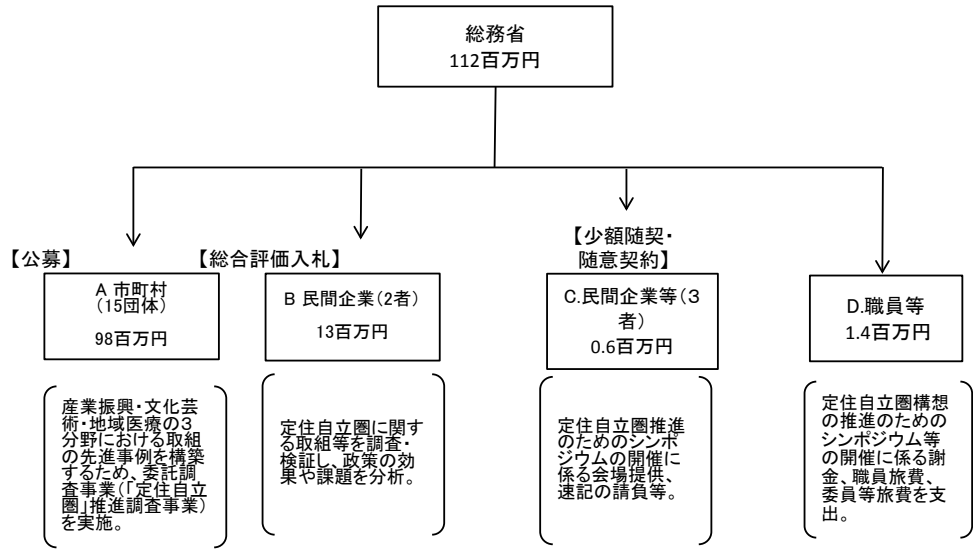 総務省
112百万円
【公募】
A 市町村
(15団体)
98百万円
産業振興・文化芸
術・地域医療の3
分野における取組
の先進事例を構築
するため、委託調
査事業(「定住自立
圏」推進調査事業)
を実施。
【総合評価入札】
B 民間企業(2者)
13百万円
定住自立圏に関す
る取組等を調査・
検証し、政策の効
果や課題を分析。
【少額随契・
随意契約】
C.民間企業等(3
者)
0.6百万円
定住自立圏推進
のためのシンポ
ジウムの開催に
係る会場提供、
速記の請負等。
D.職員等
1.4百万円
定住自立圏構想
の推進のための
シンポジウム等
の開催に係る謝
金、職員旅費、
委員等旅費を支
出。